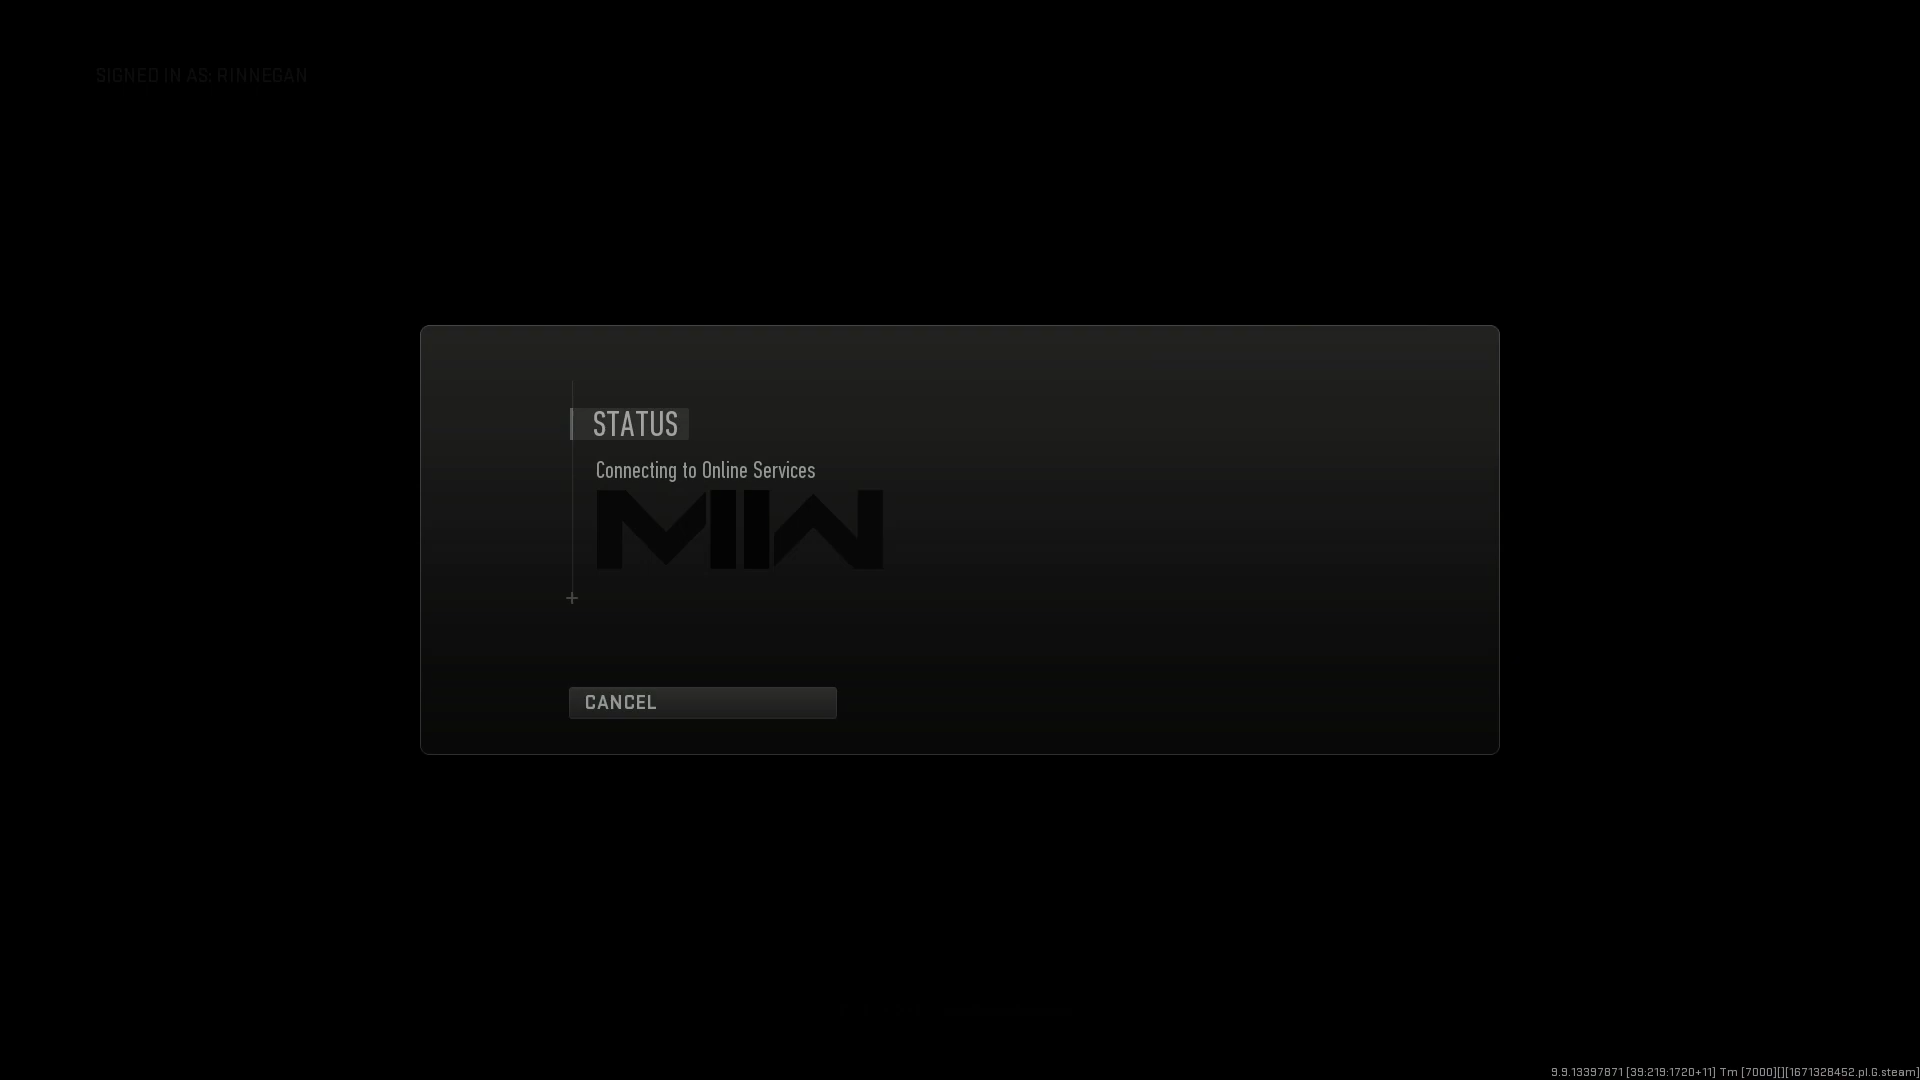 SIGNED IN AS: RINNEGAN
STATUS
Connecting to Online Services
MW
CANCEL
9.9.13397871 [39:219:1720+11] Tm [7000][][1671328452.pl.G.steam]